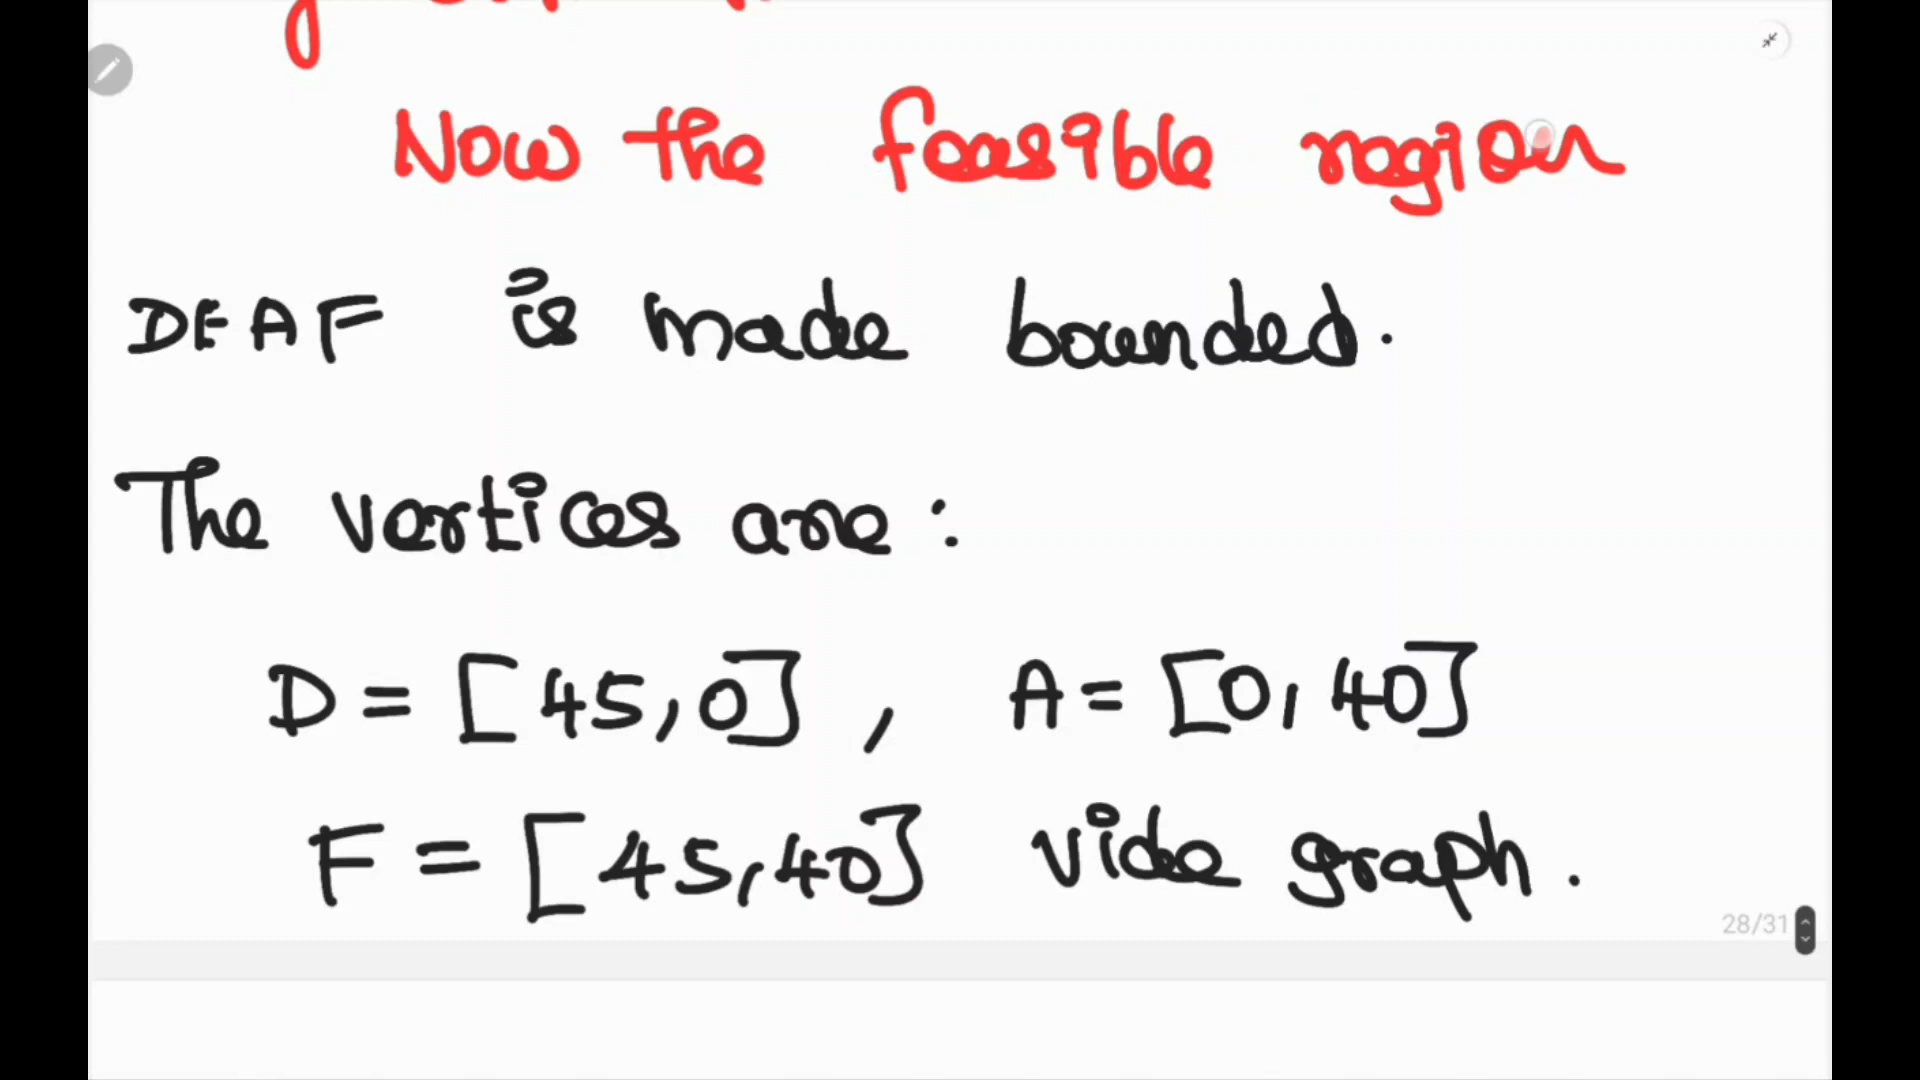 Now the feasible region
DEAF is made bounded.
The vertices are :
D = [45,0] , A = [0, 40]
F = [45,40] vide graph.
28/31